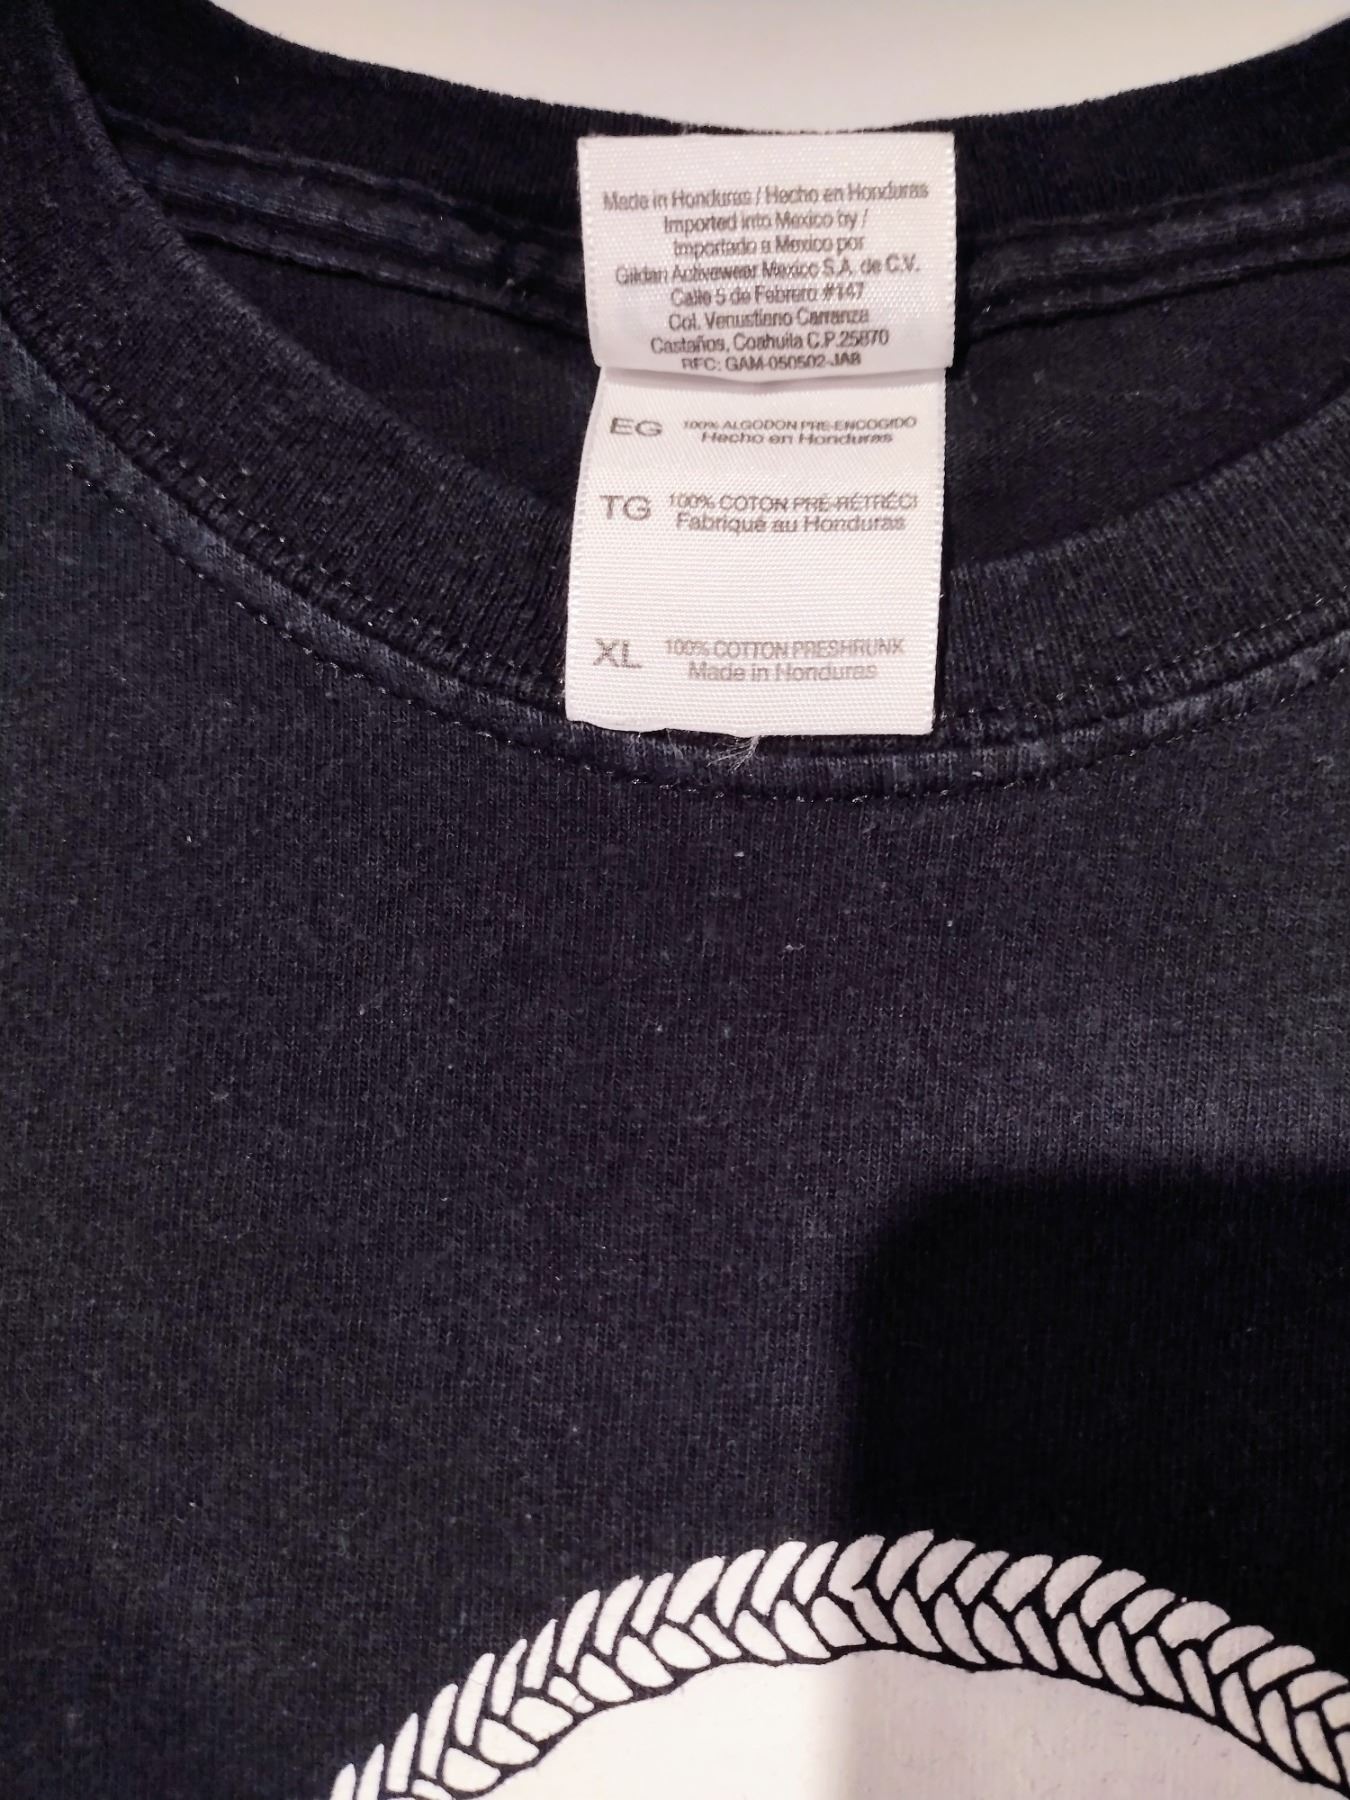 Made in Honduras / Hecho en Honduras
Imported into Mexico by /
Importado a Mexico por
Gildan Activewear Mexico S.A. de C.V.
Calle 5 de Febrero #147
Col. Venustiano Carranza
Castaños, Coahuila C.P.25870
RFC: GAM-050502-JA8
EG 100% ALGODON PRE-ENCOGIDO
Hecho en Honduras
TG 100% COTON PRÉ-RÉTRÉCI
Fabriqué au Honduras
XL 100% COTTON PRESHRUNK
Made in Honduras